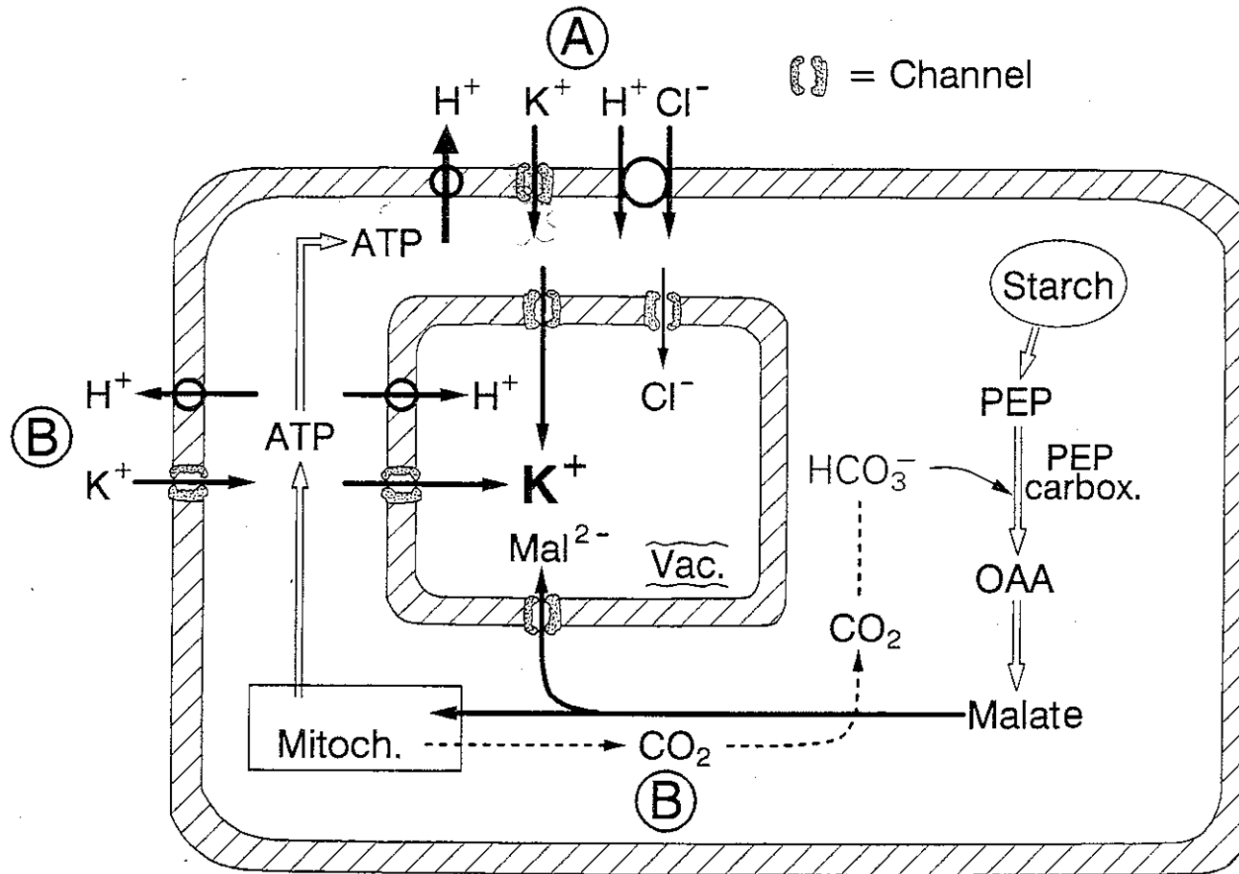 A
= Channel
H⁺ K⁺ H⁺ Cl⁻
ATP
Starch
H⁺ H⁺ Cl⁻ PEP
B ATP
K⁺ K⁺ HCO₃⁻ PEP carbox.
Mal²⁻ Vac. OAA
CO₂
Malate
Mitoch. CO₂
B